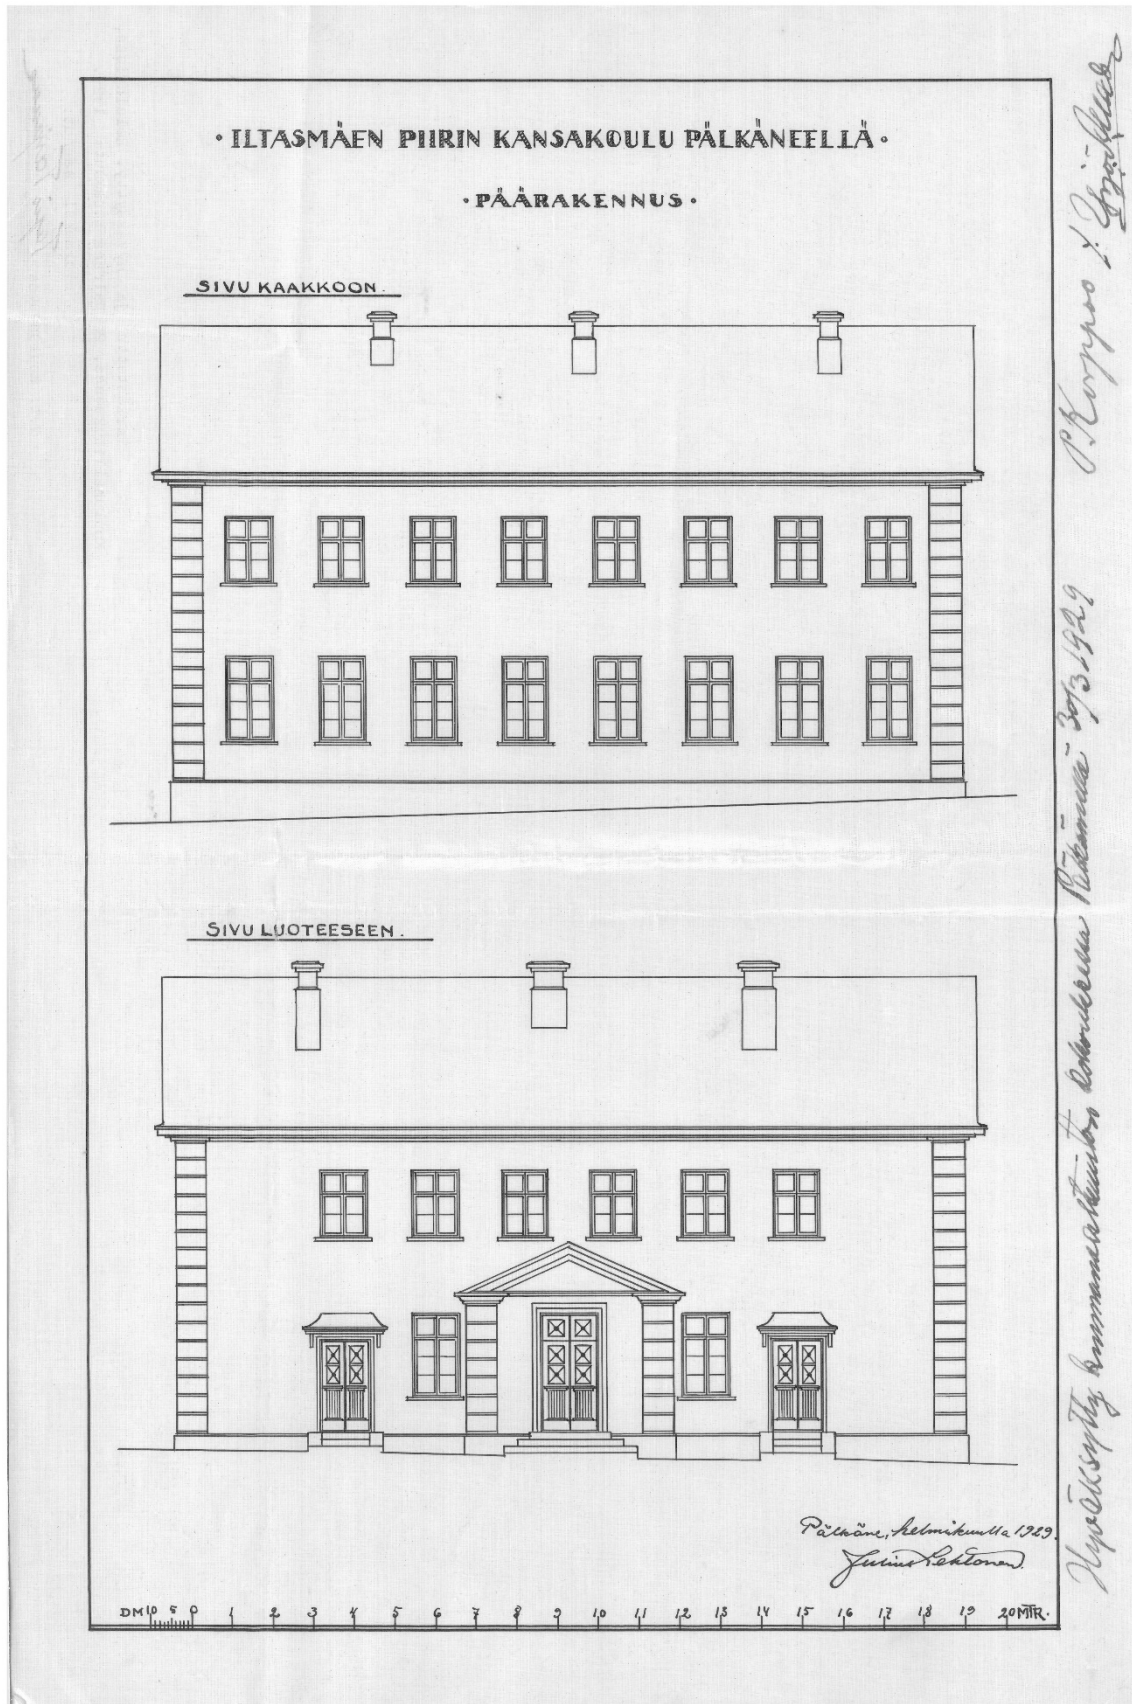 · ILTASMÄEN PIIRIN KANSAKOULU PÄLKÄNEELLÄ ·
· PÄÄRAKENNUS ·
SIVU KAAKKOON.
SIVU LUOTEESEEN.
Pälkäne, helmikuulla 1929.
Julius Lehtonen.
DM 10 5 0 1 2 3 4 5 6 7 8 9 10 11 12 13 14 15 16 17 18 19 20 MTR.
Hyväksytty kunnanvaltuuston kokouksessa Pälkäneellä 30/3 1929